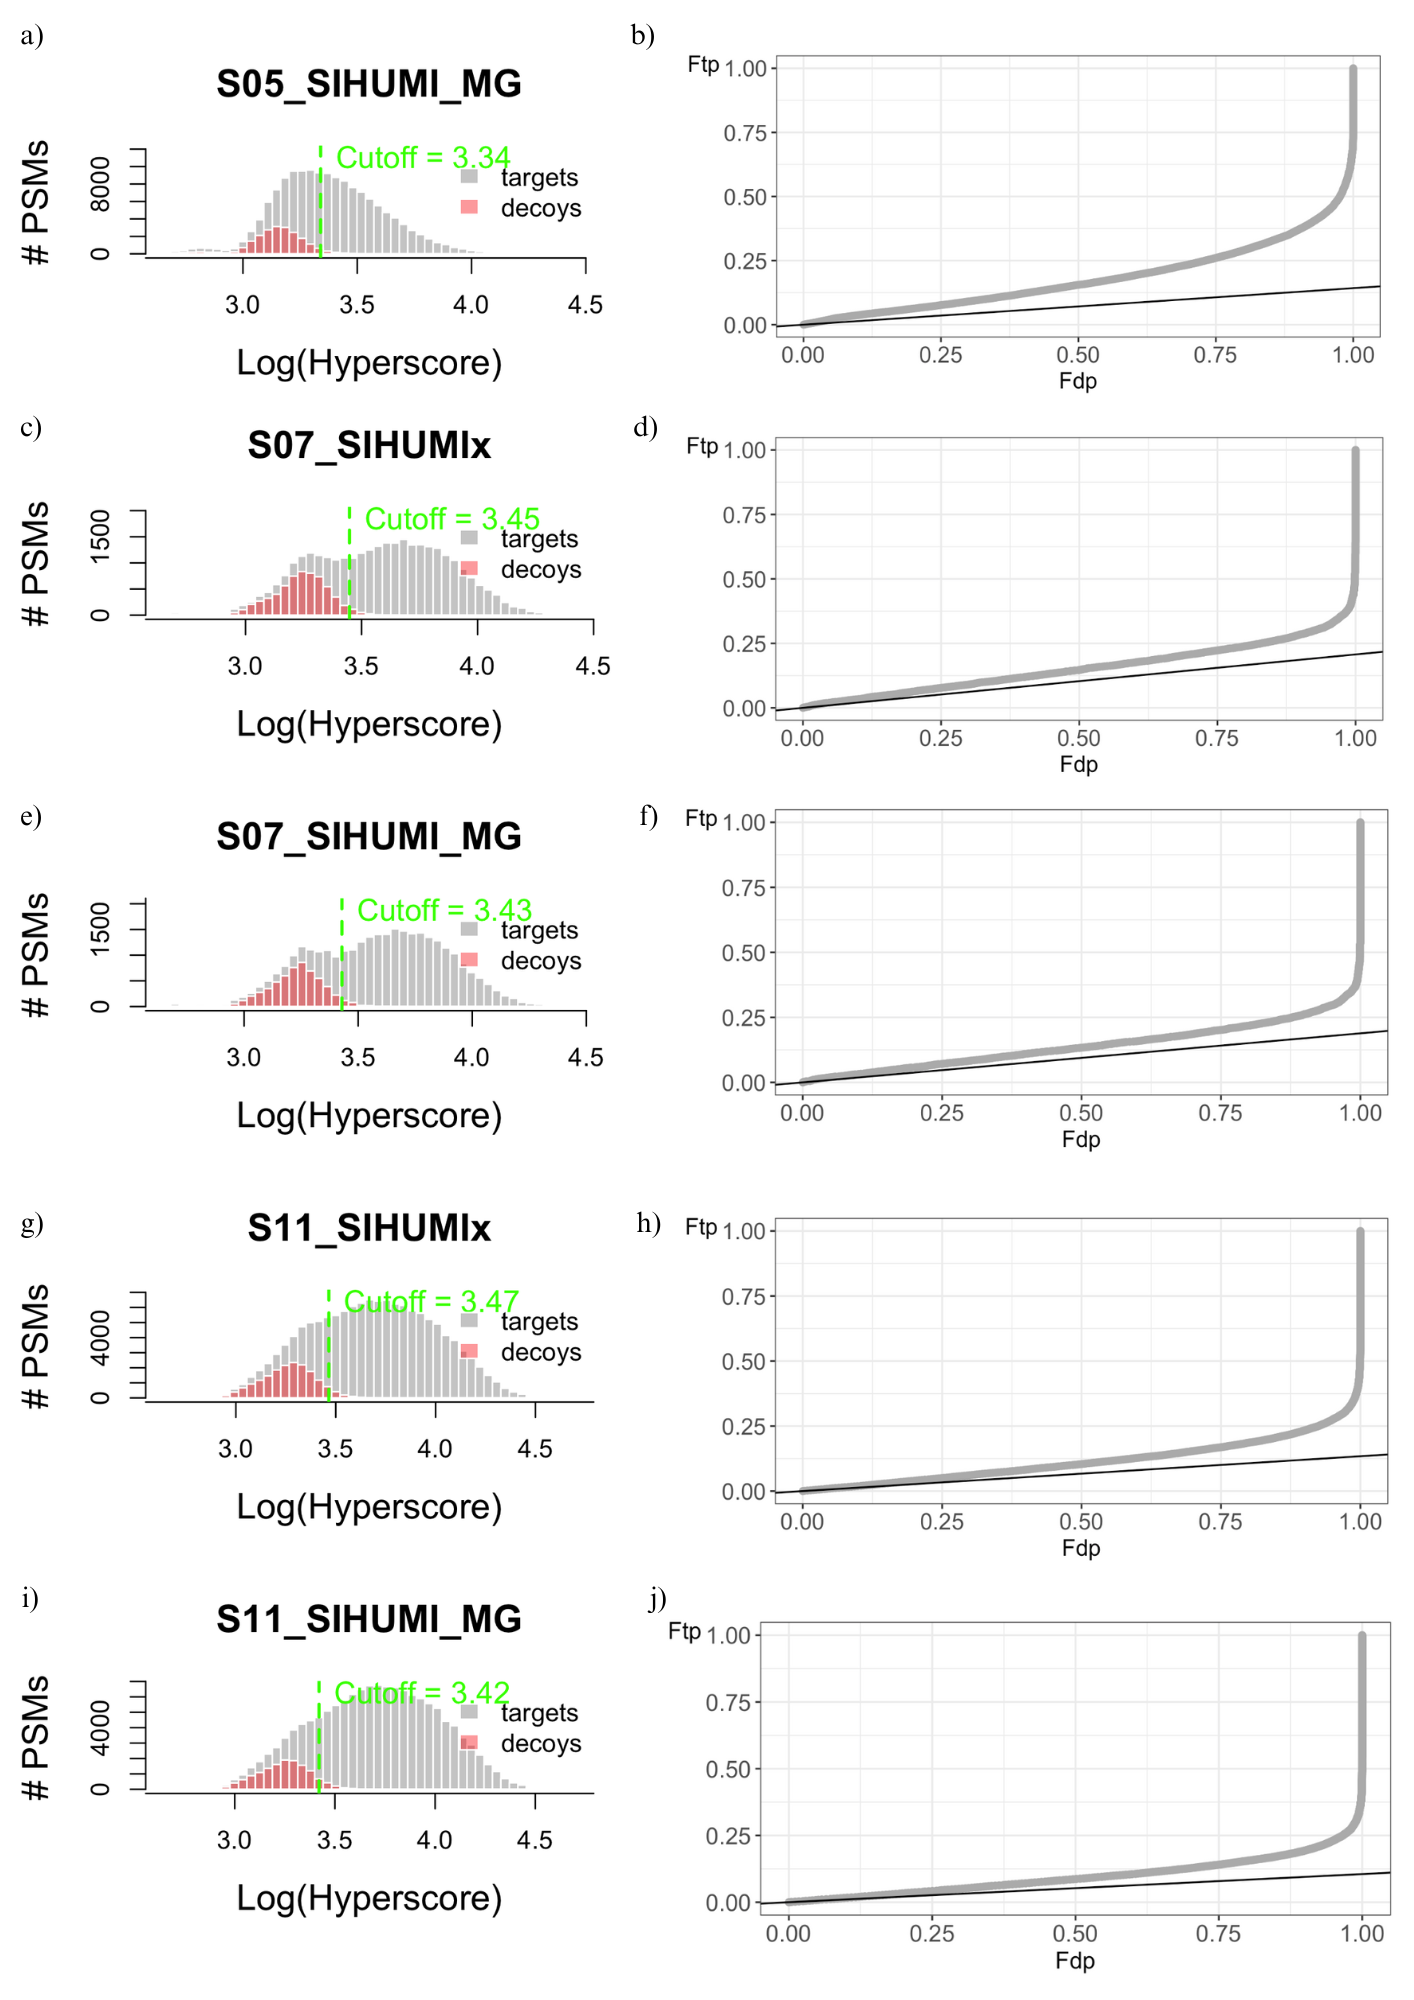 a)
S05_SIHUMI_MG
# PSMs
8000
0
Cutoff = 3.34
targets
decoys
3.0 3.5 4.0 4.5
Log(Hyperscore)
b)
Ftp
1.00
0.75
0.50
0.25
0.00
0.00 0.25 0.50 0.75 1.00
Fdp
c)
S07_SIHUMIx
# PSMs
1500
0
Cutoff = 3.45
targets
decoys
3.0 3.5 4.0 4.5
Log(Hyperscore)
d)
Ftp
1.00
0.75
0.50
0.25
0.00
0.00 0.25 0.50 0.75 1.00
Fdp
e)
S07_SIHUMI_MG
# PSMs
1500
0
Cutoff = 3.43
targets
decoys
3.0 3.5 4.0 4.5
Log(Hyperscore)
f)
Ftp
1.00
0.75
0.50
0.25
0.00
0.00 0.25 0.50 0.75 1.00
Fdp
g)
S11_SIHUMIx
# PSMs
4000
0
Cutoff = 3.47
targets
decoys
3.0 3.5 4.0 4.5
Log(Hyperscore)
h)
Ftp
1.00
0.75
0.50
0.25
0.00
0.00 0.25 0.50 0.75 1.00
Fdp
i)
S11_SIHUMI_MG
# PSMs
4000
0
Cutoff = 3.42
targets
decoys
3.0 3.5 4.0 4.5
Log(Hyperscore)
j)
Ftp
1.00
0.75
0.50
0.25
0.00
0.00 0.25 0.50 0.75 1.00
Fdp